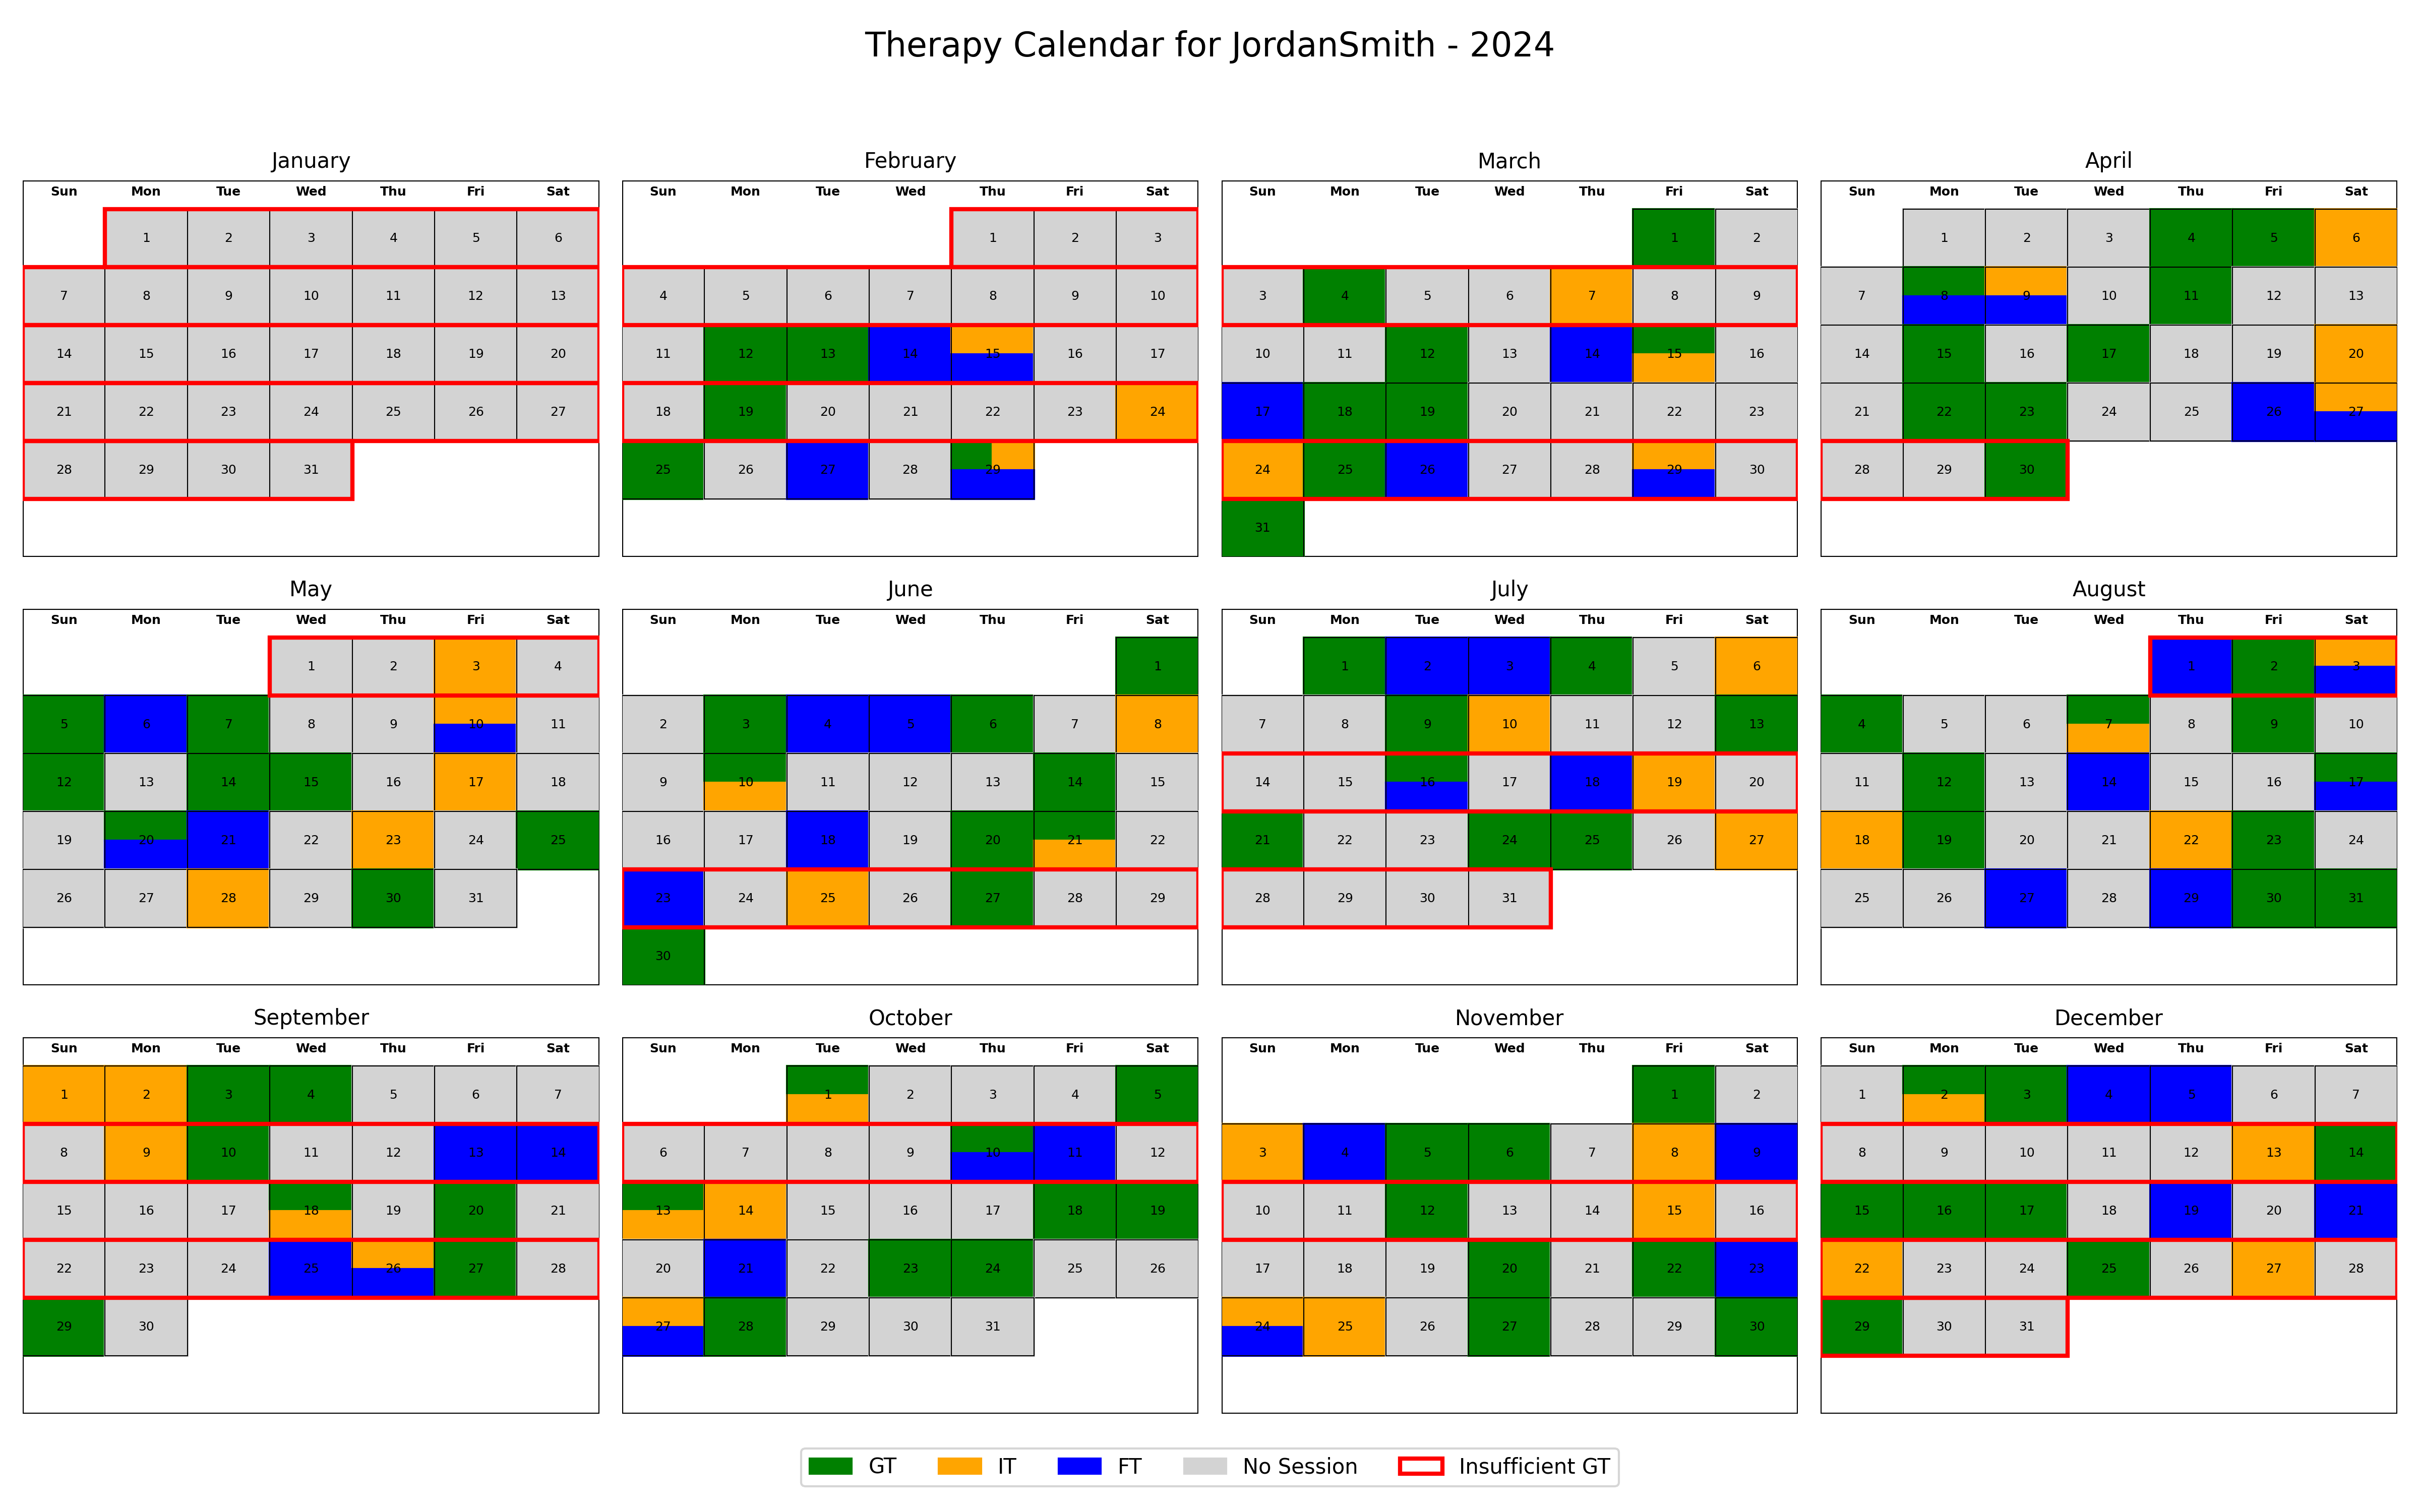 Therapy Calendar for JordanSmith - 2024
January February March April
Sun Mon Tue Wed Thu Fri Sat Sun Mon Tue Wed Thu Fri Sat Sun Mon Tue Wed Thu Fri Sat Sun Mon Tue Wed Thu Fri Sat
1 2 3 4 5 6 1 2 3 1 2 1 2 3 4 5 6
7 8 9 10 11 12 13 4 5 6 7 8 9 10 3 4 5 6 7 8 9 7 8 9 10 11 12 13
14 15 16 17 18 19 20 11 12 13 14 15 16 17 10 11 12 13 14 15 16 14 15 16 17 18 19 20
21 22 23 24 25 26 27 18 19 20 21 22 23 24 17 18 19 20 21 22 23 21 22 23 24 25 26 27
28 29 30 31 25 26 27 28 29 24 25 26 27 28 29 30 28 29 30
31
May June July August
Sun Mon Tue Wed Thu Fri Sat Sun Mon Tue Wed Thu Fri Sat Sun Mon Tue Wed Thu Fri Sat Sun Mon Tue Wed Thu Fri Sat
1 2 3 4 1 1 2 3 4 5 6 1 2 3
5 6 7 8 9 10 11 2 3 4 5 6 7 8 7 8 9 10 11 12 13 4 5 6 7 8 9 10
12 13 14 15 16 17 18 9 10 11 12 13 14 15 14 15 16 17 18 19 20 11 12 13 14 15 16 17
19 20 21 22 23 24 25 16 17 18 19 20 21 22 21 22 23 24 25 26 27 18 19 20 21 22 23 24
26 27 28 29 30 31 23 24 25 26 27 28 29 28 29 30 31 25 26 27 28 29 30 31
30
September October November December
Sun Mon Tue Wed Thu Fri Sat Sun Mon Tue Wed Thu Fri Sat Sun Mon Tue Wed Thu Fri Sat Sun Mon Tue Wed Thu Fri Sat
1 2 3 4 5 6 7 1 2 3 4 5 1 2 1 2 3 4 5 6 7
8 9 10 11 12 13 14 6 7 8 9 10 11 12 3 4 5 6 7 8 9 8 9 10 11 12 13 14
15 16 17 18 19 20 21 13 14 15 16 17 18 19 10 11 12 13 14 15 16 15 16 17 18 19 20 21
22 23 24 25 26 27 28 20 21 22 23 24 25 26 17 18 19 20 21 22 23 22 23 24 25 26 27 28
29 30 27 28 29 30 31 24 25 26 27 28 29 30 29 30 31
GT IT FT No Session Insufficient GT